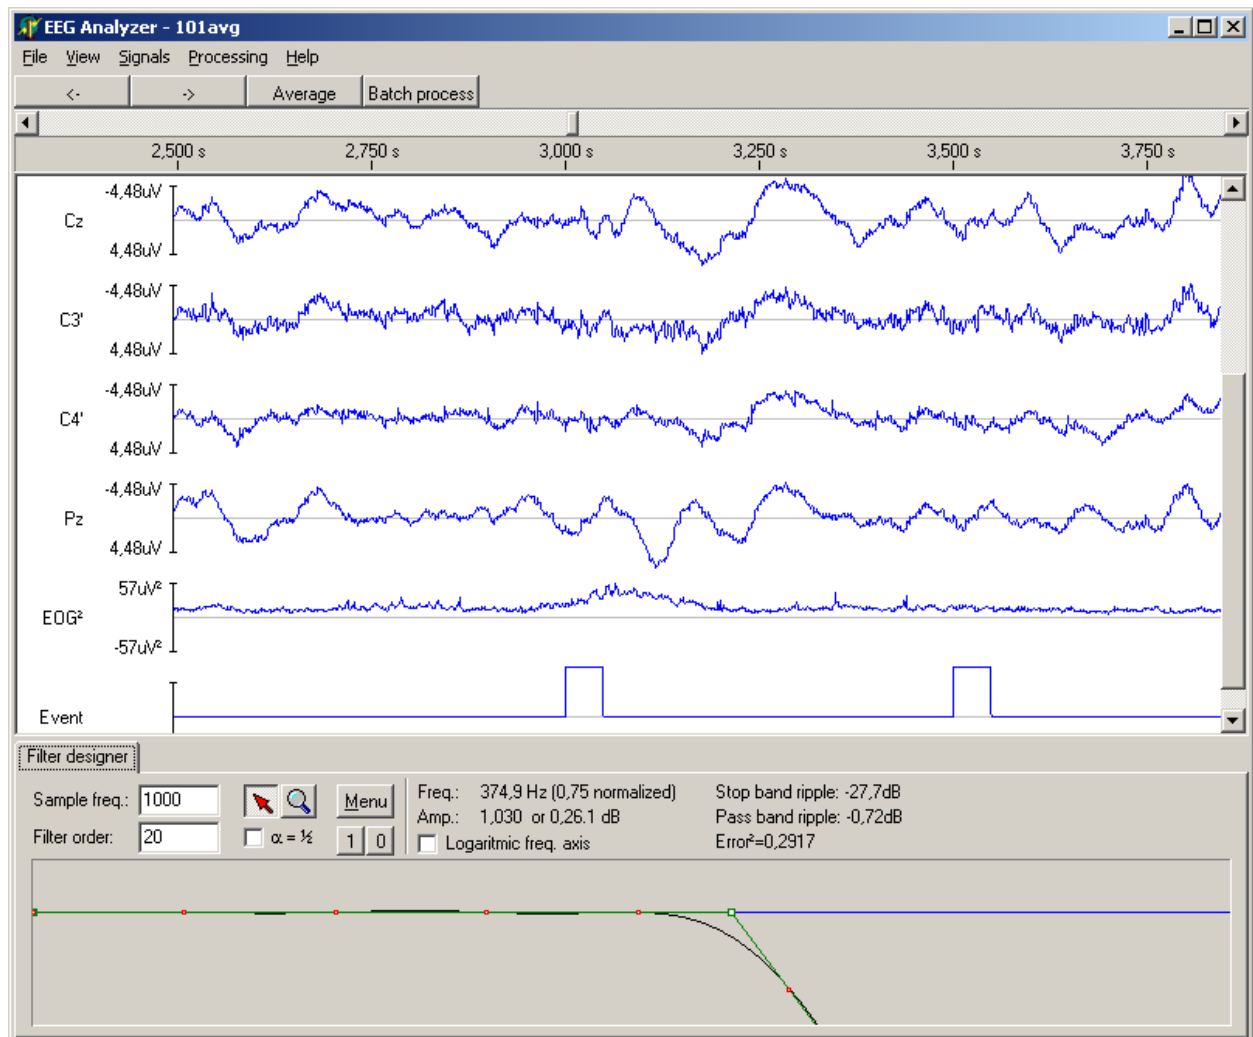 EEG Analyzer - 101avg
File View Signals Processing Help
<- -> Average Batch process
2,500 s 2,750 s 3,000 s 3,250 s 3,500 s 3,750 s
-4,48uV
Cz
4,48uV
-4,48uV
C3'
4,48uV
-4,48uV
C4'
4,48uV
-4,48uV
Pz
4,48uV
57uV²
EOG²
-57uV²
Event
Filter designer
Sample freq.: 1000 Menu Freq.: 374,9 Hz (0,75 normalized) Stop band ripple: -27,7dB
Amp.: 1,030 or 0,26.1 dB Pass band ripple: -0,72dB
Filter order: 20 α = ½ 1 0 Logaritmic freq. axis Error²=0,2917